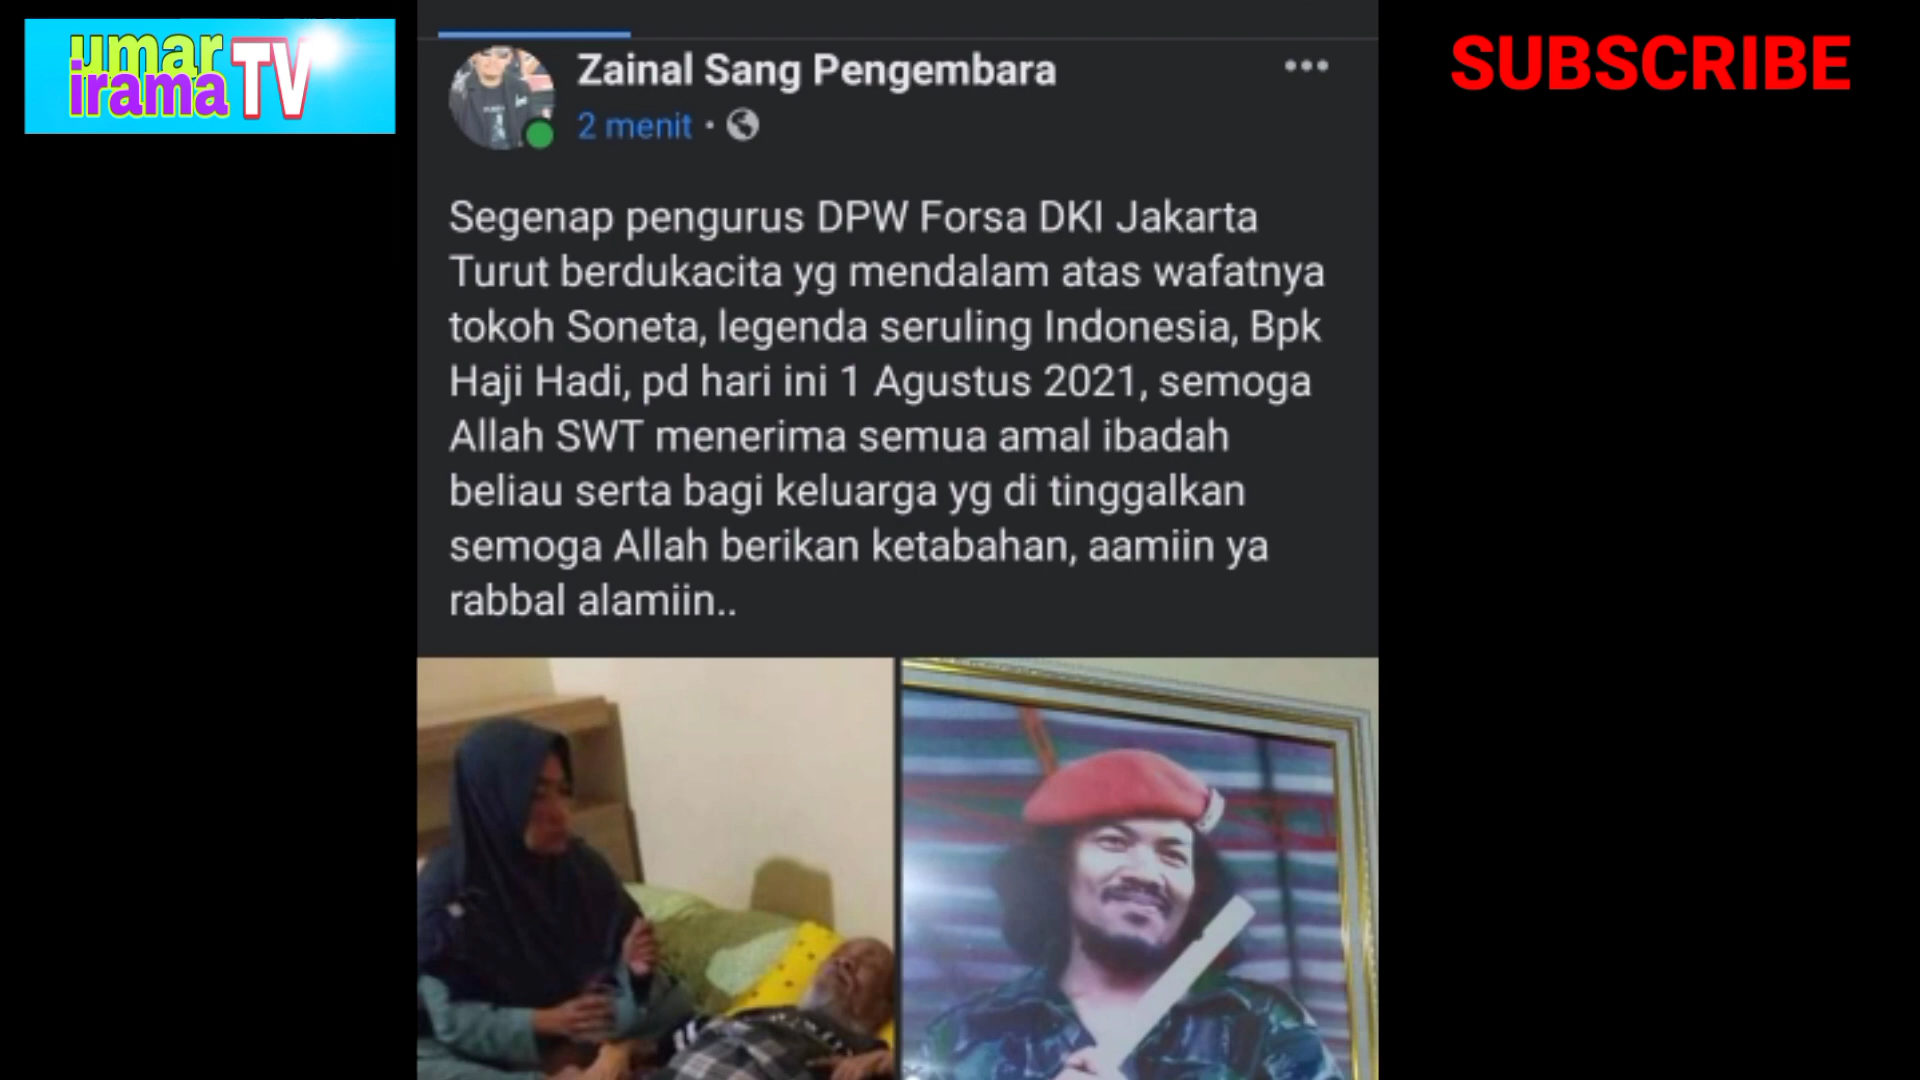 umar
irama TV
SUBSCRIBE
Zainal Sang Pengembara
2 menit
Segenap pengurus DPW Forsa DKI Jakarta
Turut berdukacita yg mendalam atas wafatnya
tokoh Soneta, legenda seruling Indonesia, Bpk
Haji Hadi, pd hari ini 1 Agustus 2021, semoga
Allah SWT menerima semua amal ibadah
beliau serta bagi keluarga yg di tinggalkan
semoga Allah berikan ketabahan, aamiin ya
rabbal alamiin..